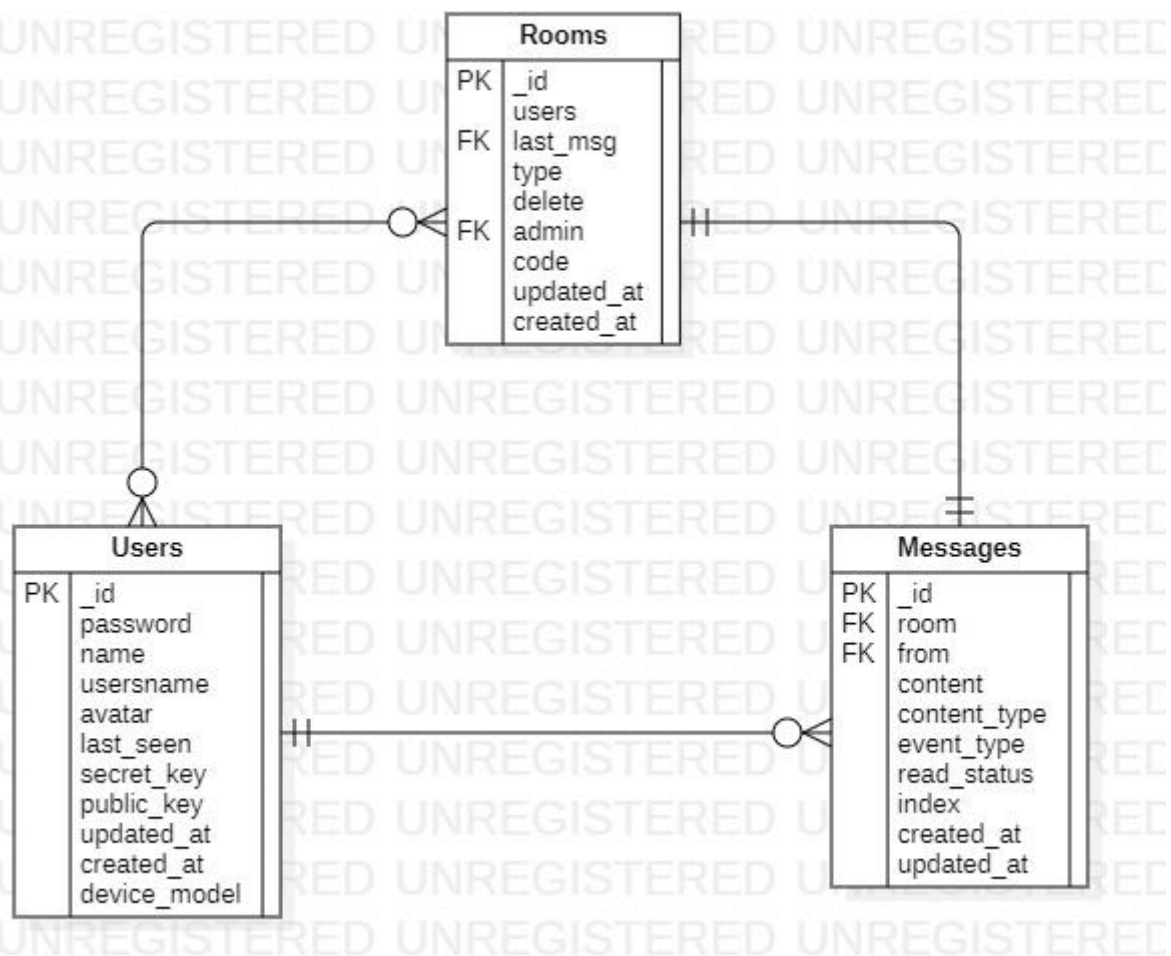 Rooms
PK _id
users
FK last_msg
type
delete
FK admin
code
updated_at
created_at
Users
PK _id
password
name
usersname
avatar
last_seen
secret_key
public_key
updated_at
created_at
device_model
Messages
PK _id
FK room
FK from
content
content_type
event_type
read_status
index
created_at
updated_at
UNREGISTERED